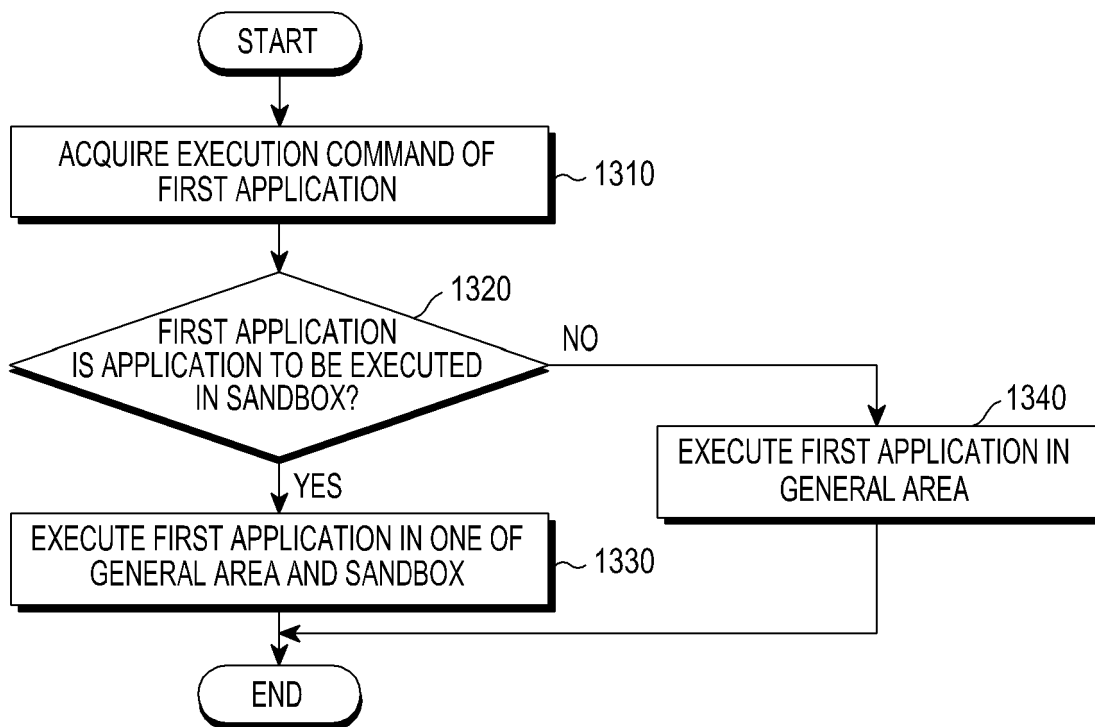 START
ACQUIRE EXECUTION COMMAND OF
FIRST APPLICATION
1310
1320
FIRST APPLICATION
IS APPLICATION TO BE EXECUTED
IN SANDBOX?
NO
1340
EXECUTE FIRST APPLICATION IN
GENERAL AREA
YES
EXECUTE FIRST APPLICATION IN ONE OF
GENERAL AREA AND SANDBOX
1330
END